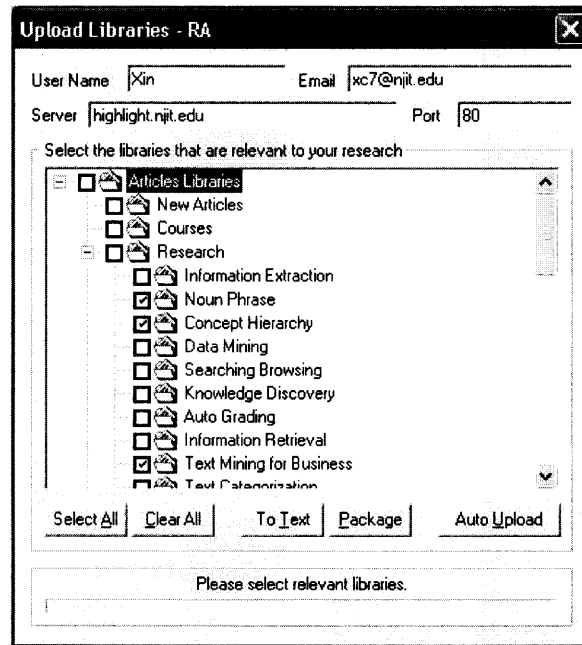 Upload Libraries - RA
User Name Xin Email xc7@njit.edu
Server highlight.njit.edu Port 80
Select the libraries that are relevant to your research
Articles Libraries
New Articles
Courses
Research
Information Extraction
Noun Phrase
Concept Hierarchy
Data Mining
Searching Browsing
Knowledge Discovery
Auto Grading
Information Retrieval
Text Mining for Business
Text Categorization
Select All Clear All To Text Package Auto Upload
Please select relevant libraries.